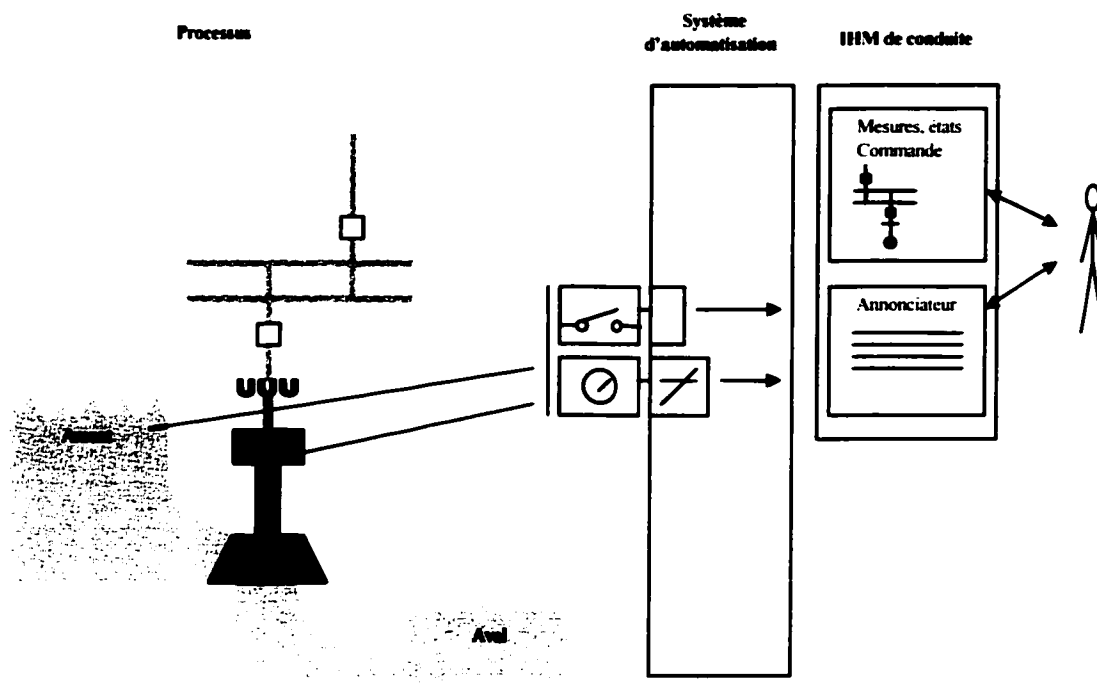 Processus
Système
d'automatisation
IHM de conduite
Mesures, états
Commande
Annonciateur
Amont
Aval